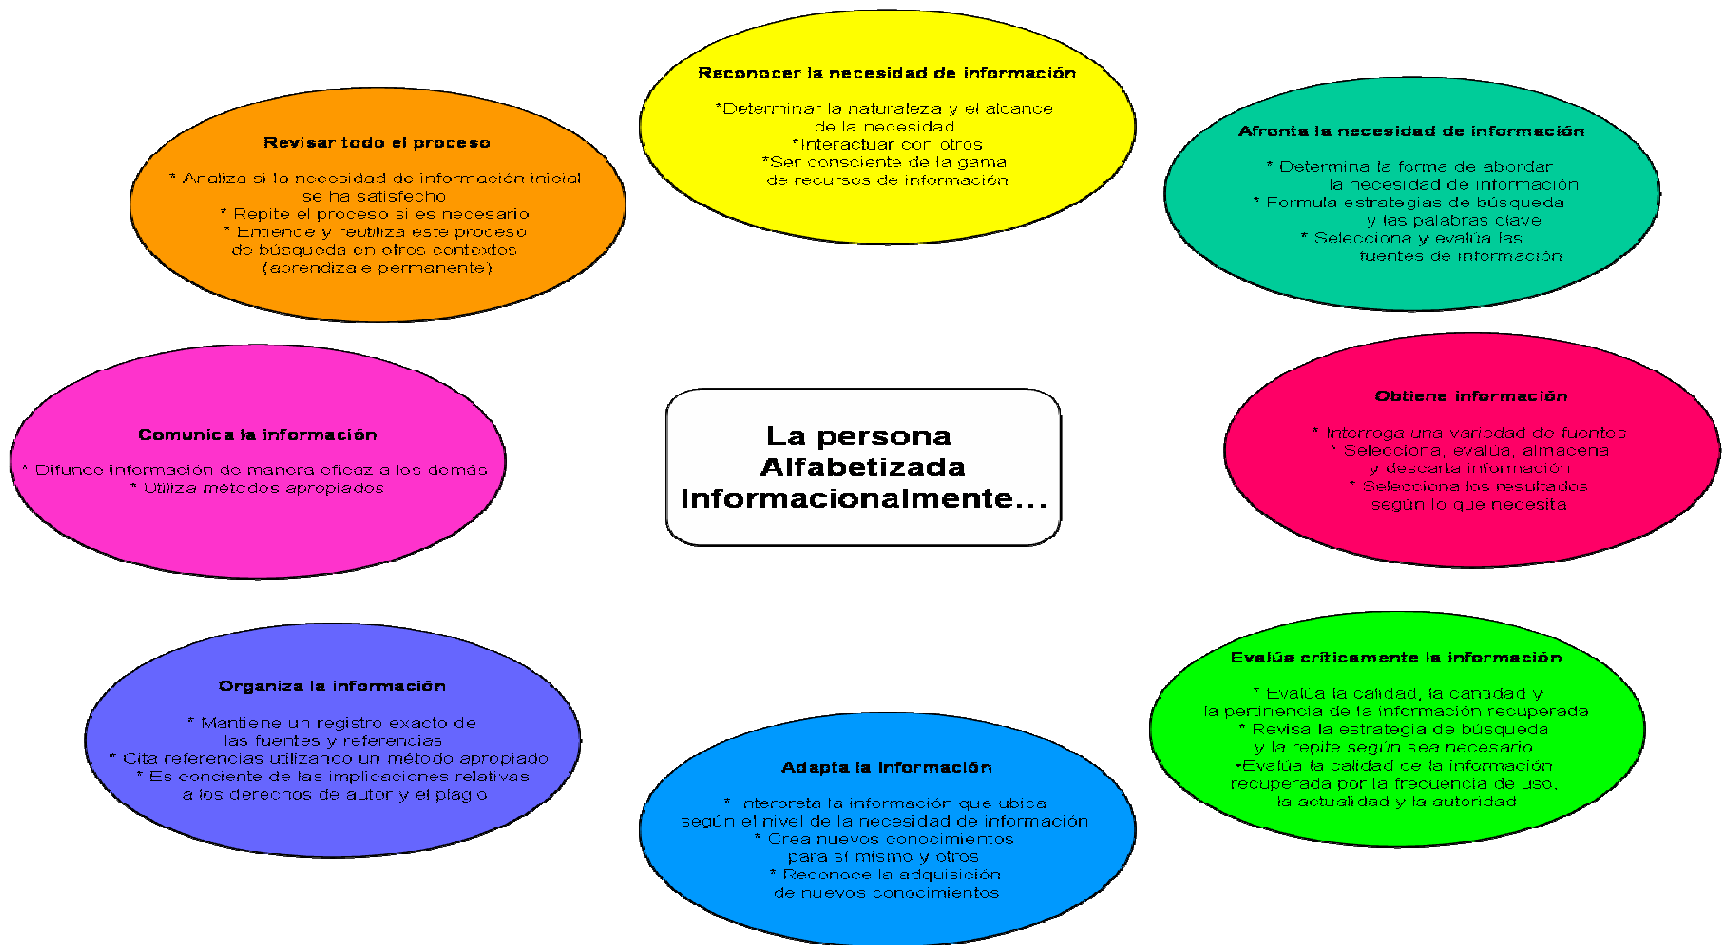 La persona
Alfabetizada
Informacionalmente...
Reconocer la necesidad de información
*Determinar la naturaleza y el alcance
de la necesidad
*Interactuar con otros
*Ser consciente de la gama
de recursos de información
Afronta la necesidad de información
* Determina la forma de abordar
la necesidad de información
* Formula estrategias de búsqueda
y las palabras clave
* Selecciona y evalúa las
fuentes de información
Obtiene información
* Interroga una variedad de fuentes
* Selecciona, evalúa, almacena
y descarta información
* Selecciona los resultados
según lo que necesita
Evalúa críticamente la información
* Evalúa la calidad, la cantidad y
la pertinencia de la información recuperada
* Revisa la estrategia de búsqueda
y la repite según sea necesario
*Evalúa la calidad de la información
recuperada por la frecuencia de uso,
la actualidad y la autoridad
Adapta la información
* Interpreta la información que ubica
según el nivel de la necesidad de información
* Crea nuevos conocimientos
para sí mismo y otros
* Reconoce la adquisición
de nuevos conocimientos
Organiza la información
* Mantiene un registro exacto de
las fuentes y referencias
* Cita referencias utilizando un método apropiado
* Es conciente de las implicaciones relativas
a los derechos de autor y el plagio
Comunica la información
* Difunde información de manera eficaz a los demás
* Utiliza métodos apropiados
Revisar todo el proceso
* Analiza si la necesidad de información inicial
se ha satisfecho
* Repite el proceso si es necesario
* Entiende y reutiliza este proceso
de búsqueda en otros contextos
(aprendizaje permanente)